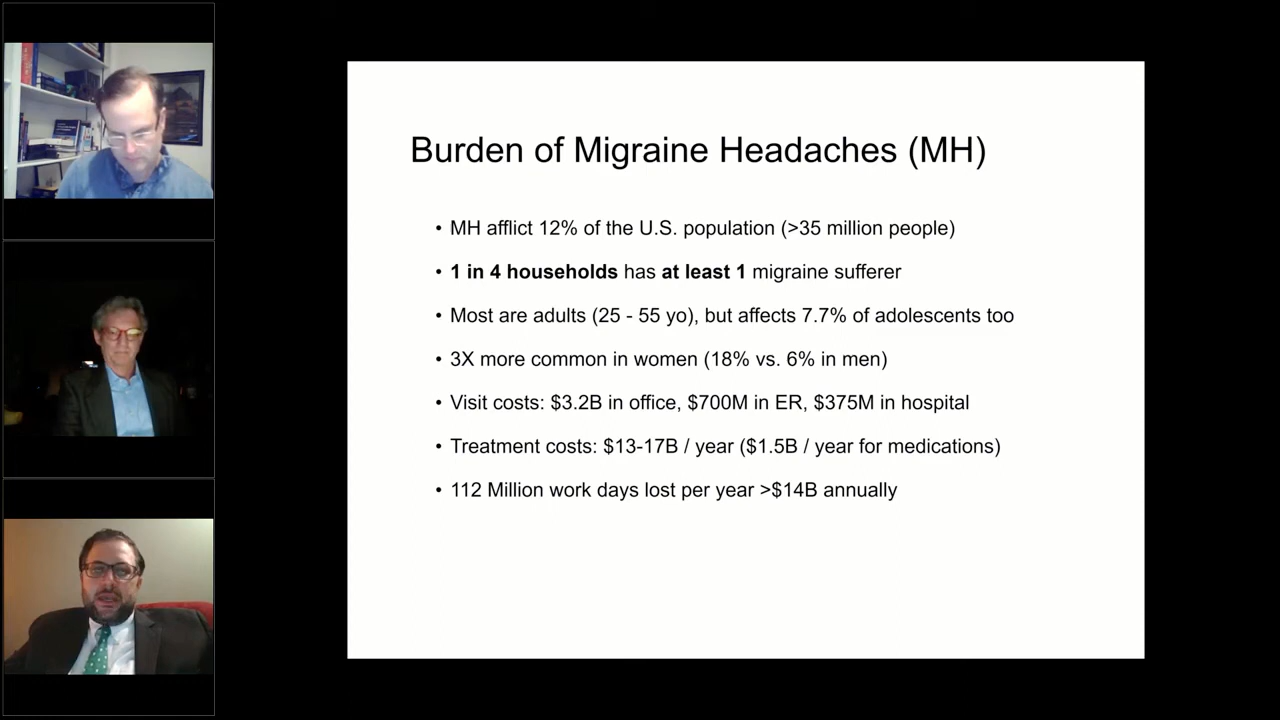 Burden of Migraine Headaches (MH)
• MH afflict 12% of the U.S. population (>35 million people)
• 1 in 4 households has at least 1 migraine sufferer
• Most are adults (25 - 55 yo), but affects 7.7% of adolescents too
• 3X more common in women (18% vs. 6% in men)
• Visit costs: $3.2B in office, $700M in ER, $375M in hospital
• Treatment costs: $13-17B / year ($1.5B / year for medications)
• 112 Million work days lost per year >$14B annually